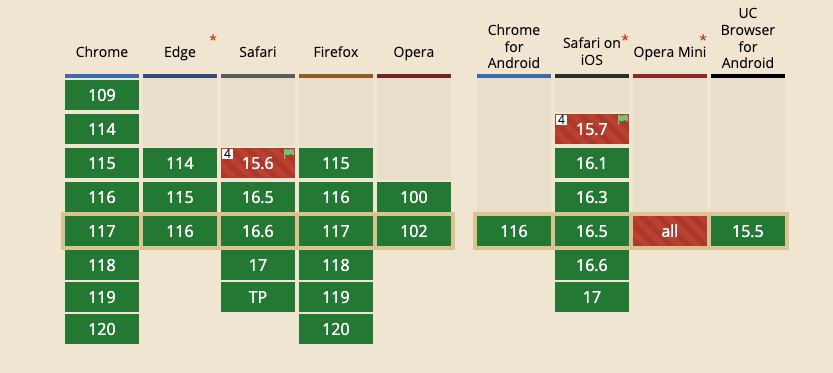 Chrome Edge * Safari Firefox Opera Chrome for Android Safari on iOS * Opera Mini * UC Browser for Android
109
114 4 15.7
115 114 4 15.6 115 16.1
116 115 16.5 116 100 16.3
117 116 16.6 117 102 116 16.5 all 15.5
118 17 118 16.6
119 TP 119 17
120 120